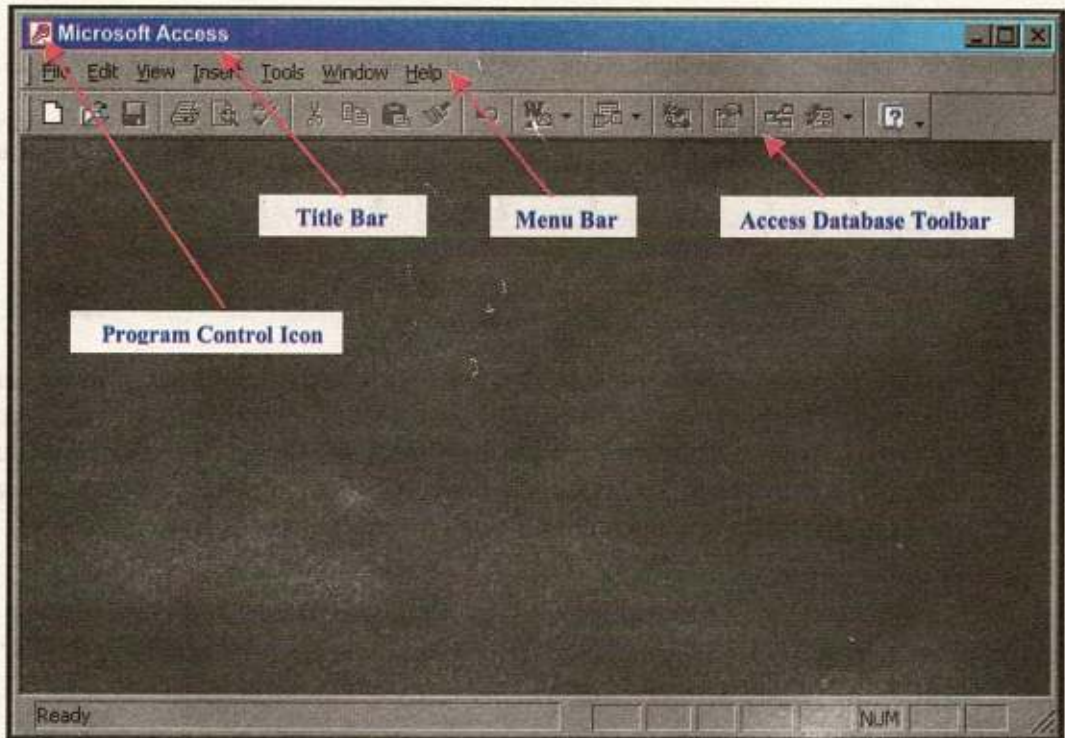 Microsoft Access
File Edit View Insert Tools Window Help
Title Bar
Menu Bar
Access Database Toolbar
Program Control Icon
Ready
NUM